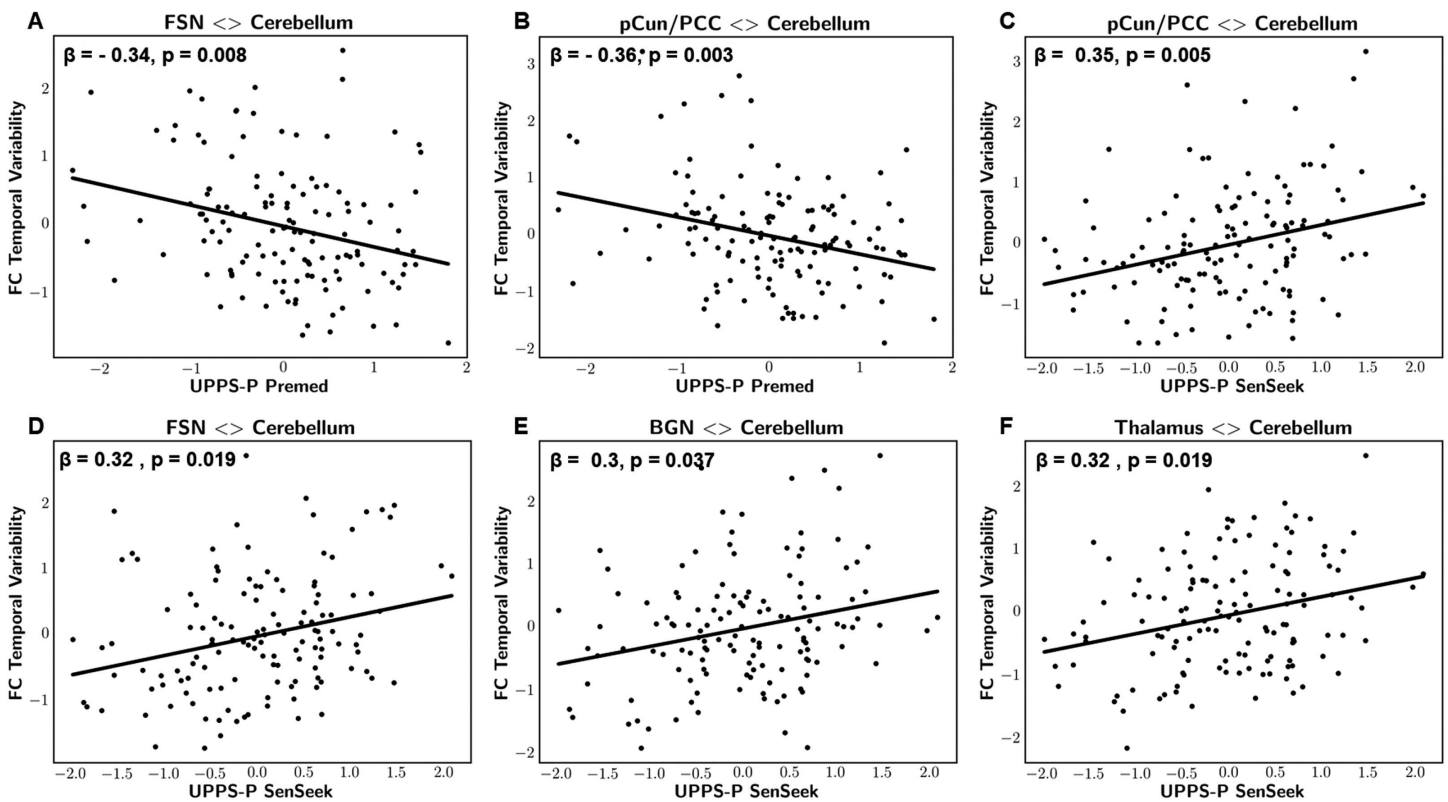 A FSN <> Cerebellum
β = - 0.34, p = 0.008
FC Temporal Variability
2
1
0
−1
−2 −1 0 1 2
UPPS-P Premed
B pCun/PCC <> Cerebellum
β = - 0.36, p = 0.003
FC Temporal Variability
3
2
1
0
−1
−2
−1 0 1 2
UPPS-P Premed
C pCun/PCC <> Cerebellum
β = 0.35, p = 0.005
FC Temporal Variability
3
2
1
0
−1
−2.0 −1.5 −1.0 −0.5 0.0 0.5 1.0 1.5 2.0
UPPS-P SenSeek
D FSN <> Cerebellum
β = 0.32 , p = 0.019
FC Temporal Variability
2
1
0
−1
−2.0 −1.5 −1.0 −0.5 0.0 0.5 1.0 1.5 2.0
UPPS-P SenSeek
E BGN <> Cerebellum
β = 0.3, p = 0.037
FC Temporal Variability
2
1
0
−1
−2
−2.0 −1.5 −1.0 −0.5 0.0 0.5 1.0 1.5 2.0
UPPS-P SenSeek
F Thalamus <> Cerebellum
β = 0.32 , p = 0.019
FC Temporal Variability
2
1
0
−1
−2
−2.0 −1.5 −1.0 −0.5 0.0 0.5 1.0 1.5 2.0
UPPS-P SenSeek